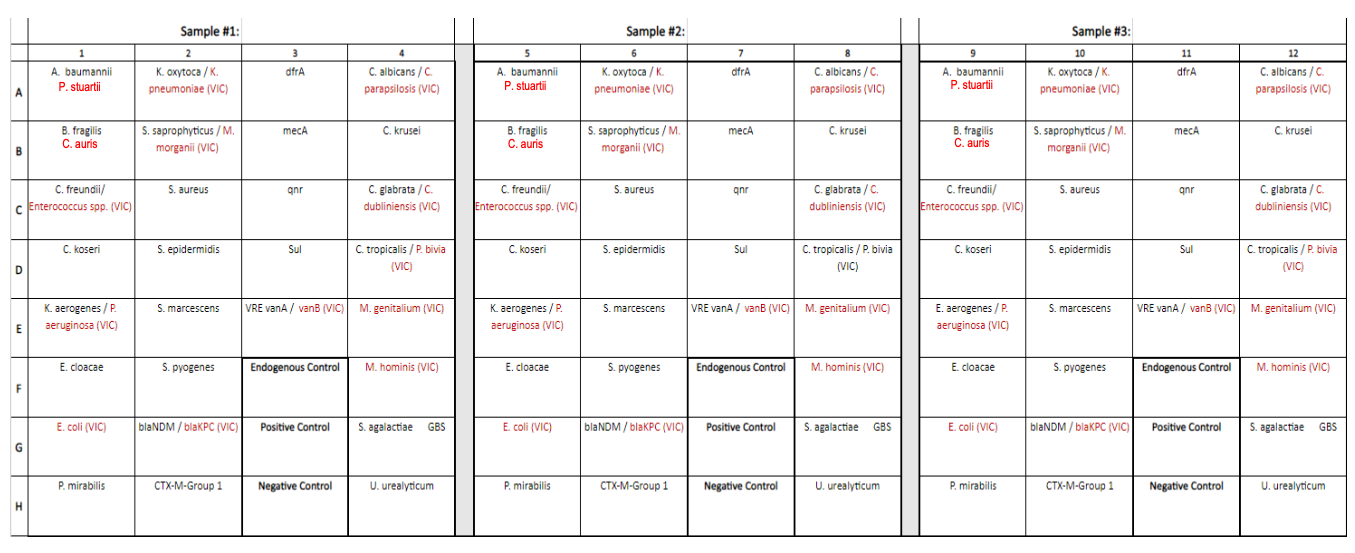 Sample #1: Sample #2: Sample #3:
1 2 3 4 5 6 7 8 9 10 11 12
A. baumannii K. oxytoca / K. dfrA C. albicans / C. A. baumannii K. oxytoca / K. dfrA C. albicans / C. A. baumannii K. oxytoca / K. dfrA C. albicans / C.
A P. stuartii pneumoniae (VIC) parapsilosis (VIC) P. stuartii pneumoniae (VIC) parapsilosis (VIC) P. stuartii pneumoniae (VIC) parapsilosis (VIC)
B. fragilis S. saprophyticus / M. mecA C. krusei B. fragilis S. saprophyticus / M. mecA C. krusei B. fragilis S. saprophyticus / M. mecA C. krusei
B C. auris morganii (VIC) C. auris morganii (VIC) C. auris morganii (VIC)
C. freundii/ S. aureus qnr C. glabrata / C. C. freundii/ S. aureus qnr C. glabrata / C. C. freundii/ S. aureus qnr C. glabrata / C.
C Enterococcus spp. (VIC) dubliniensis (VIC) Enterococcus spp. (VIC) dubliniensis (VIC) Enterococcus spp. (VIC) dubliniensis (VIC)
C. koseri S. epidermidis Sul C. tropicalis / P. bivia C. koseri S. epidermidis Sul C. tropicalis / P. bivia C. koseri S. epidermidis Sul C. tropicalis / P. bivia
D (VIC) (VIC) (VIC)
K. aerogenes / P. S. marcescens VRE vanA / vanB (VIC) M. genitalium (VIC) K. aerogenes / P. S. marcescens VRE vanA / vanB (VIC) M. genitalium (VIC) E. aerogenes / P. S. marcescens VRE vanA / vanB (VIC) M. genitalium (VIC)
E aeruginosa (VIC) aeruginosa (VIC) aeruginosa (VIC)
E. cloacae S. pyogenes Endogenous Control M. hominis (VIC) E. cloacae S. pyogenes Endogenous Control M. hominis (VIC) E. cloacae S. pyogenes Endogenous Control M. hominis (VIC)
F
E. coli (VIC) blaNDM / blaKPC (VIC) Positive Control S. agalactiae GBS E. coli (VIC) blaNDM / blaKPC (VIC) Positive Control S. agalactiae GBS E. coli (VIC) blaNDM / blaKPC (VIC) Positive Control S. agalactiae GBS
G
P. mirabilis CTX-M-Group 1 Negative Control U. urealyticum P. mirabilis CTX-M-Group 1 Negative Control U. urealyticum P. mirabilis CTX-M-Group 1 Negative Control U. urealyticum
H